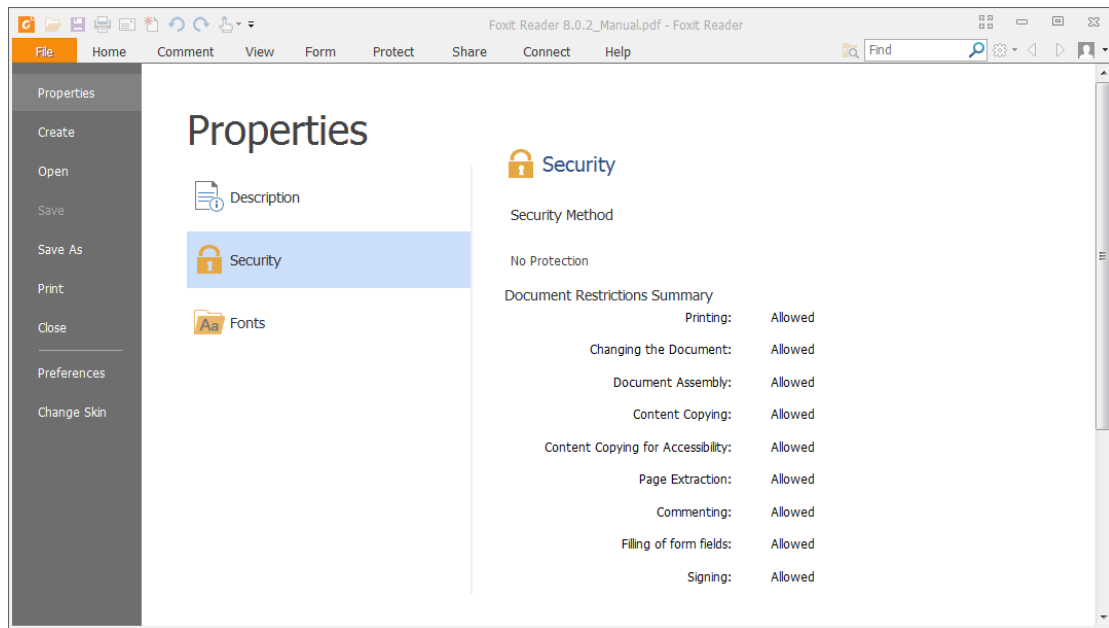 Foxit Reader 8.0.2_Manual.pdf - Foxit Reader
File Home Comment View Form Protect Share Connect Help Find
Properties
Create
Open
Save
Save As
Print
Close
Preferences
Change Skin
Properties
Description
Security
Aa Fonts
Security
Security Method
No Protection
Document Restrictions Summary
Printing: Allowed
Changing the Document: Allowed
Document Assembly: Allowed
Content Copying: Allowed
Content Copying for Accessibility: Allowed
Page Extraction: Allowed
Commenting: Allowed
Filling of form fields: Allowed
Signing: Allowed